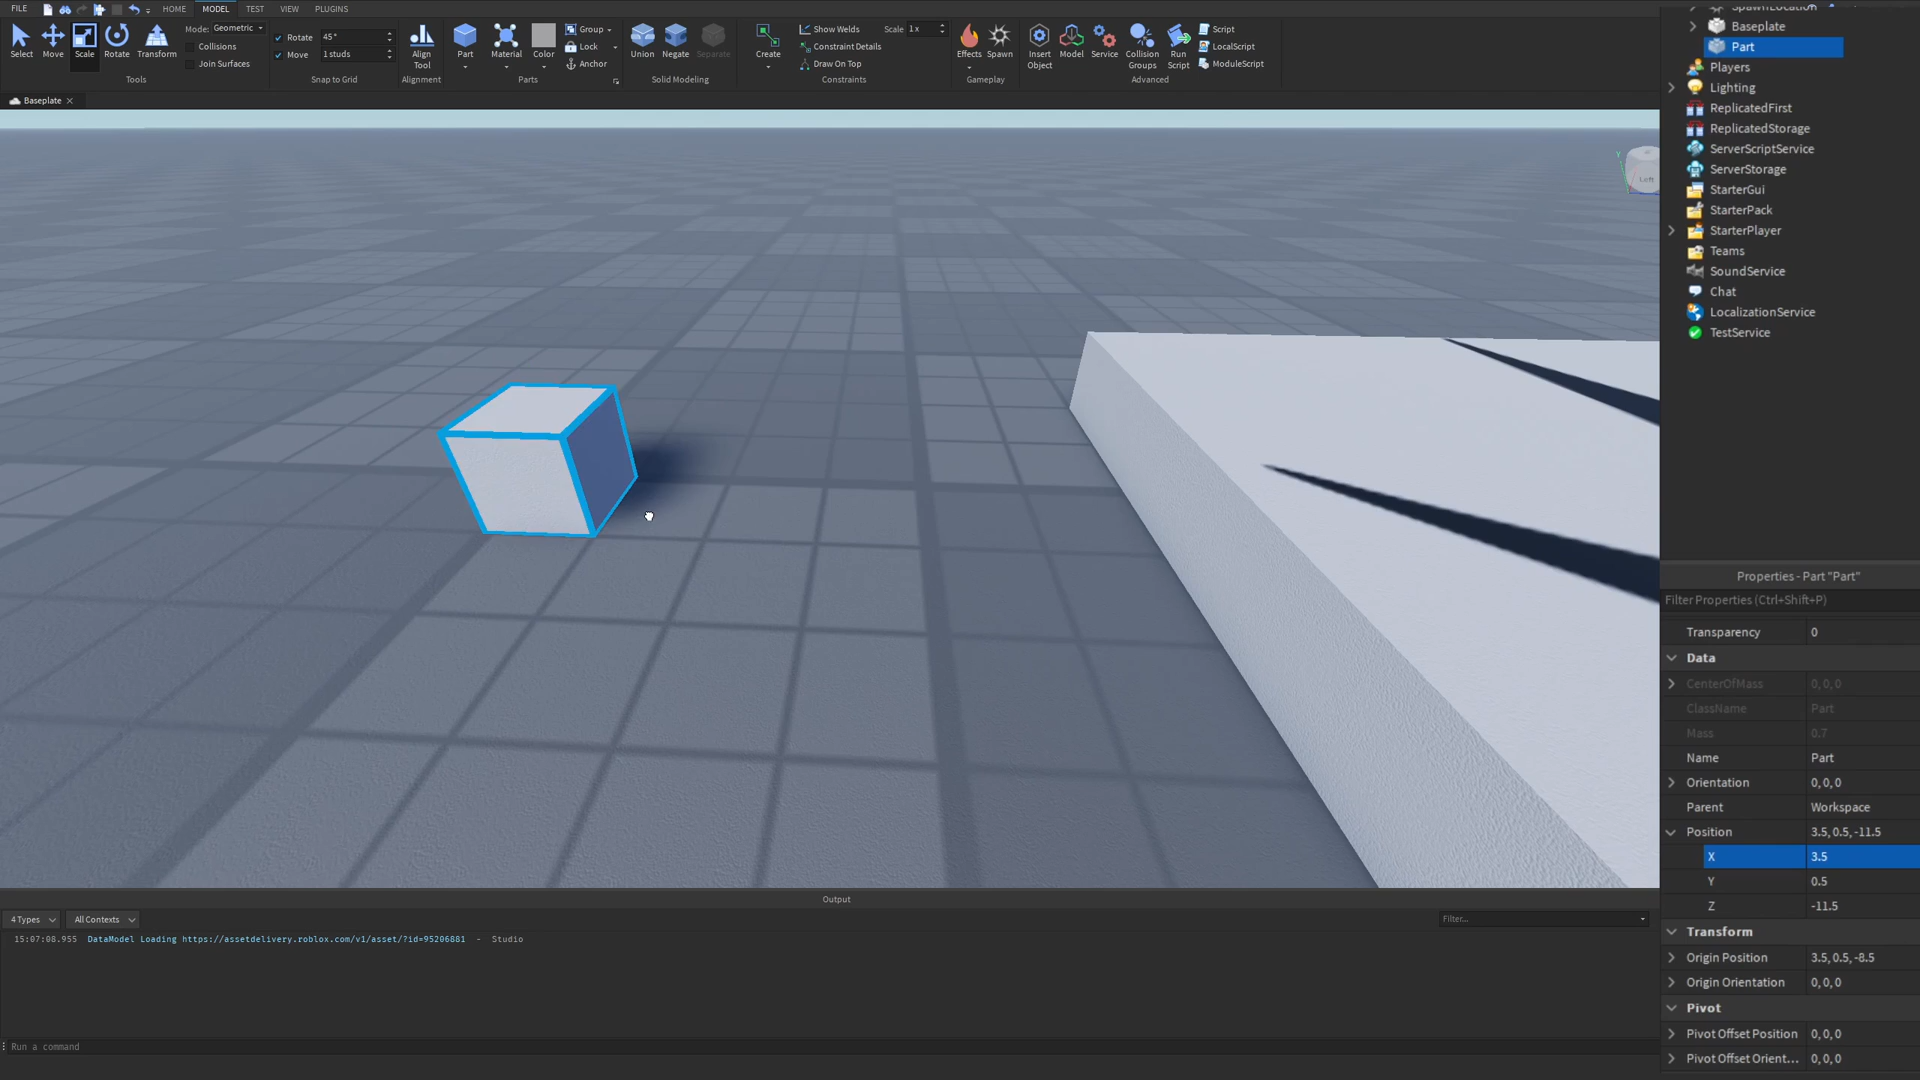 FILE HOME MODEL TEST VIEW PLUGINS
Select Move Scale Rotate Transform
Mode: Geometric
Collisions
Join Surfaces
Tools
Rotate 45°
Move 1 studs
Snap to Grid
Align Tool
Alignment
Part Material Color
Group
Lock
Anchor
Parts
Union Negate Separate
Solid Modeling
Create
Show Welds
Constraint Details
Draw On Top
Scale 1x
Constraints
Effects Spawn
Gameplay
Insert Object
Model
Service
Collision Groups
Run Script
Script
LocalScript
ModuleScript
Advanced
Baseplate
Left
Y
SpawnLocation
Baseplate
Part
Players
Lighting
ReplicatedFirst
ReplicatedStorage
ServerScriptService
ServerStorage
StarterGui
StarterPack
StarterPlayer
Teams
SoundService
Chat
LocalizationService
TestService
Properties - Part "Part"
Filter Properties (Ctrl+Shift+P)
Transparency 0
Data
CenterOfMass 0, 0, 0
ClassName Part
Mass 0.7
Name Part
Orientation 0, 0, 0
Parent Workspace
Position 3.5, 0.5, -11.5
X 3.5
Y 0.5
Z -11.5
Transform
Origin Position 3.5, 0.5, -8.5
Origin Orientation 0, 0, 0
Pivot
Pivot Offset Position 0, 0, 0
Pivot Offset Orient... 0, 0, 0
Output
4 Types All Contexts Filter...
15:07:08.955 DataModel Loading https://assetdelivery.roblox.com/v1/asset/?id=95206881 - Studio
Run a command